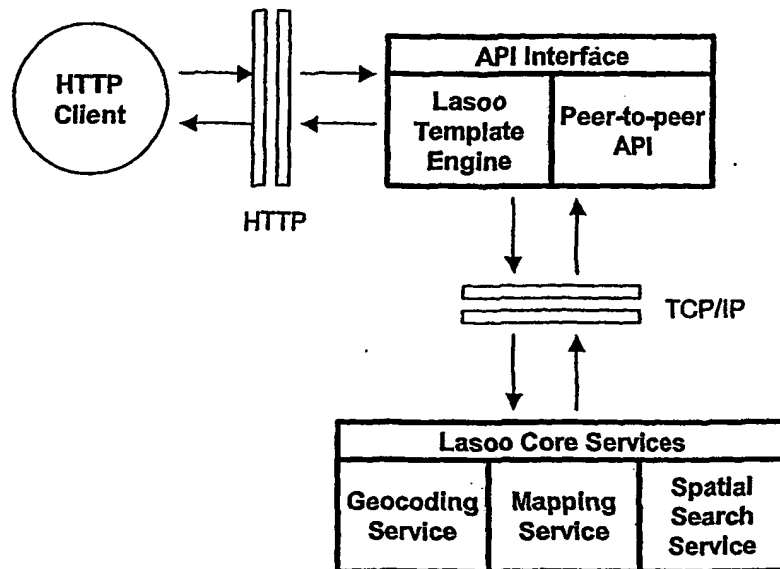 HTTP
Client
HTTP
API Interface
Lasoo
Template
Engine
Peer-to-peer
API
TCP/IP
Lasoo Core Services
Geocoding
Service
Mapping
Service
Spatial
Search
Service